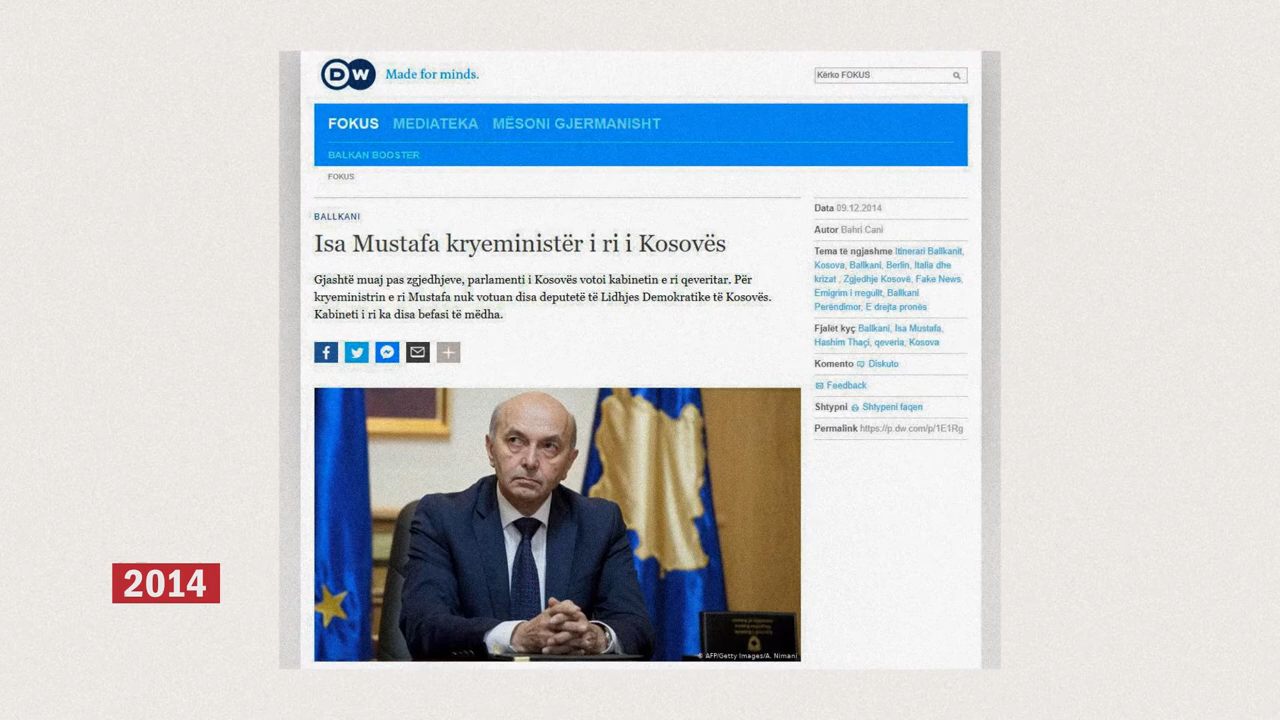 DW Made for minds.
Kërko FOKUS
FOKUS MEDIATEKA MËSONI GJERMANISHT
BALKAN BOOSTER
FOKUS
BALLKANI
Isa Mustafa kryeministër i ri i Kosovës
Gjashtë muaj pas zgjedhjeve, parlamenti i Kosovës votoi kabinetin e ri qeveritar. Për
kryeministrin e ri Mustafa nuk votuan disa deputetë të Lidhjes Demokratike të Kosovës.
Kabineti i ri ka disa befasi të mëdha.
Data 09.12.2014
Autor Bahri Cani
Tema të ngjashme Itinerari Ballkanit,
Kosova, Ballkani, Berlin, Italia dhe
krizat , Zgjedhje Kosovë, Fake News,
Emigrim i rregullt, Ballkani
Perëndimor, E drejta pronës
Fjalët kyç Ballkani, Isa Mustafa,
Hashim Thaçi, qeveria, Kosova
Komento Diskuto
Feedback
Shtypni Shtypeni faqen
Permalink https://p.dw.com/p/1E1Rg
© AFP/Getty Images/A. Nimani
2014